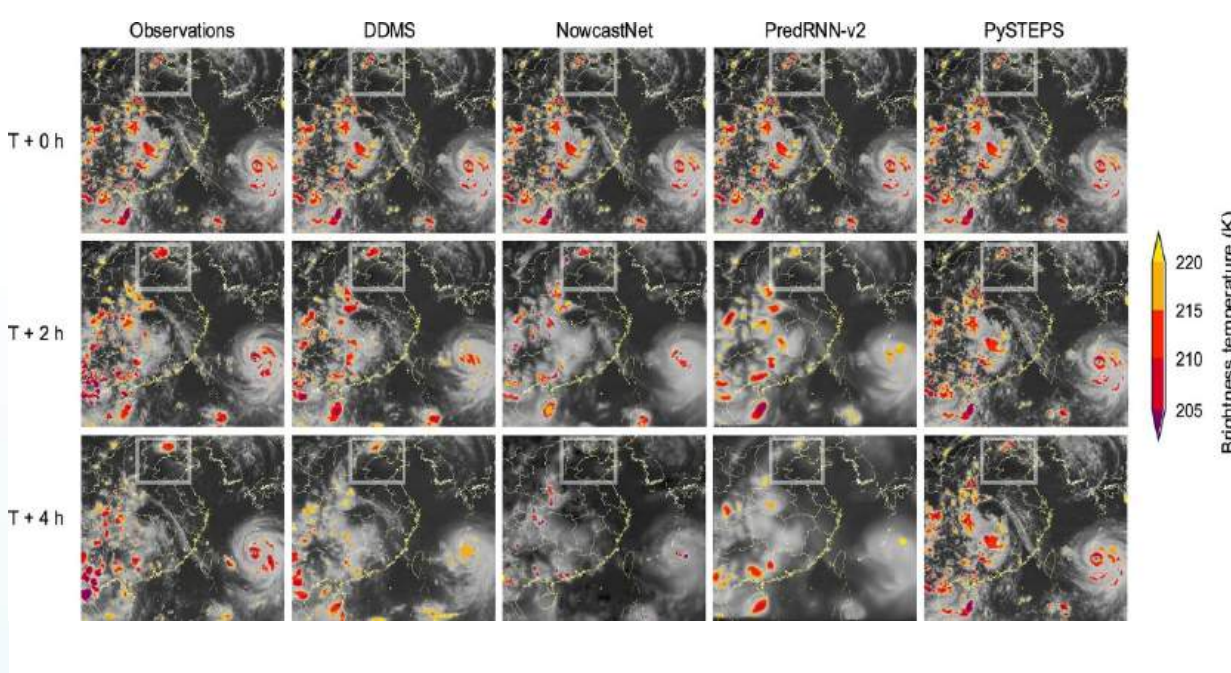 Observations DDMS NowcastNet PredRNN-v2 PySTEPS
T + 0 h
T + 2 h
T + 4 h
220
215
210
205
Brightness temperature (K)